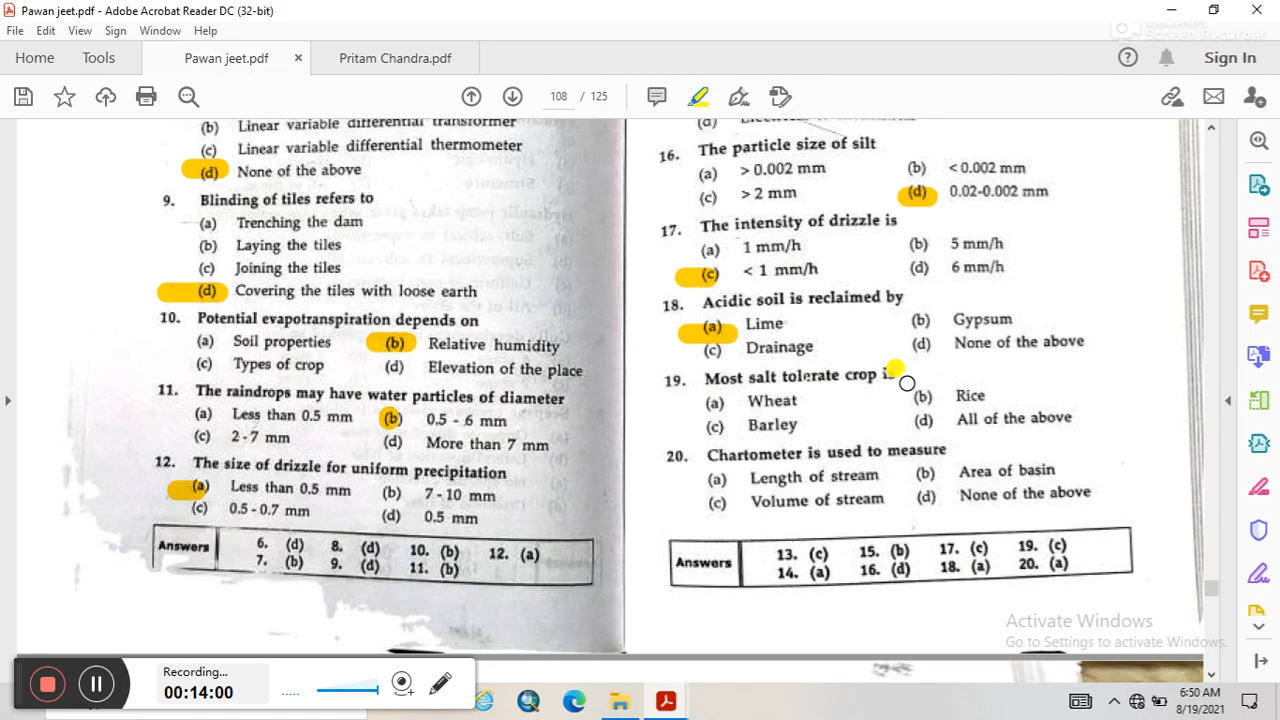 Pawan jeet.pdf - Adobe Acrobat Reader DC (32-bit)
File Edit View Sign Window Help
Home Tools Pawan jeet.pdf × Pritam Chandra.pdf
Sign In
108 / 125
(b) Linear variable differential transformer
(c) Linear variable differential thermometer
(d) None of the above
9. Blinding of tiles refers to
(a) Trenching the dam
(b) Laying the tiles
(c) Joining the tiles
(d) Covering the tiles with loose earth
10. Potential evapotranspiration depends on
(a) Soil properties (b) Relative humidity
(c) Types of crop (d) Elevation of the place
11. The raindrops may have water particles of diameter
(a) Less than 0.5 mm (b) 0.5 - 6 mm
(c) 2-7 mm (d) More than 7 mm
12. The size of drizzle for uniform precipitation
(a) Less than 0.5 mm (b) 7-10 mm
(c) 0.5 - 0.7 mm (d) 0.5 mm
Answers 6. (d) 8. (d) 10. (b) 12. (a)
7. (b) 9. (d) 11. (b)
(d)
16. The particle size of silt
(a) > 0.002 mm (b) < 0.002 mm
(c) > 2 mm (d) 0.02-0.002 mm
17. The intensity of drizzle is
(a) 1 mm/h (b) 5 mm/h
(c) < 1 mm/h (d) 6 mm/h
18. Acidic soil is reclaimed by
(a) Lime (b) Gypsum
(c) Drainage (d) None of the above
19. Most salt tolerate crop is
(a) Wheat (b) Rice
(c) Barley (d) All of the above
20. Chartometer is used to measure
(a) Length of stream (b) Area of basin
(c) Volume of stream (d) None of the above
Answers 13. (c) 15. (b) 17. (c) 19. (c)
14. (a) 16. (d) 18. (a) 20. (a)
Activate Windows
Go to Settings to activate Windows.
Recording...
00:14:00
6:50 AM
8/19/2021